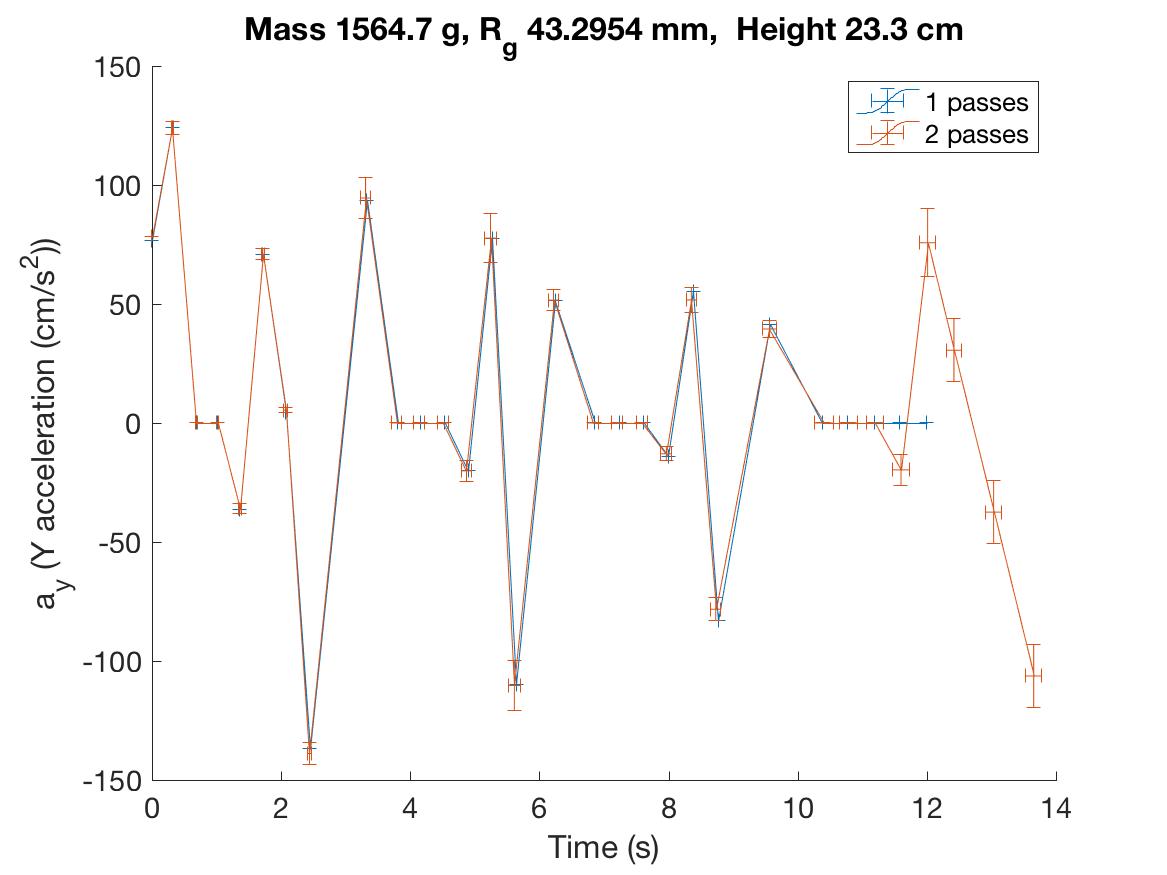 Mass 1564.7 g, Rg 43.2954 mm,  Height 23.3 cm
1 passes
2 passes
150
100
50
0
-50
-100
-150
ay (Y acceleration (cm/s2))
0 2 4 6 8 10 12 14
Time (s)